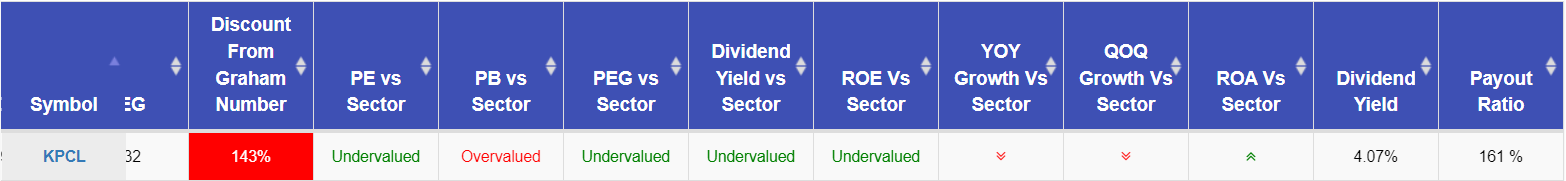 Symbol
EG
Discount
From
Graham
Number
PE vs
Sector
PB vs
Sector
PEG vs
Sector
Dividend
Yield vs
Sector
ROE Vs
Sector
YOY
Growth Vs
Sector
QOQ
Growth Vs
Sector
ROA Vs
Sector
Dividend
Yield
Payout
Ratio
KPCL
32
143%
Undervalued
Overvalued
Undervalued
Undervalued
Undervalued
4.07%
161 %